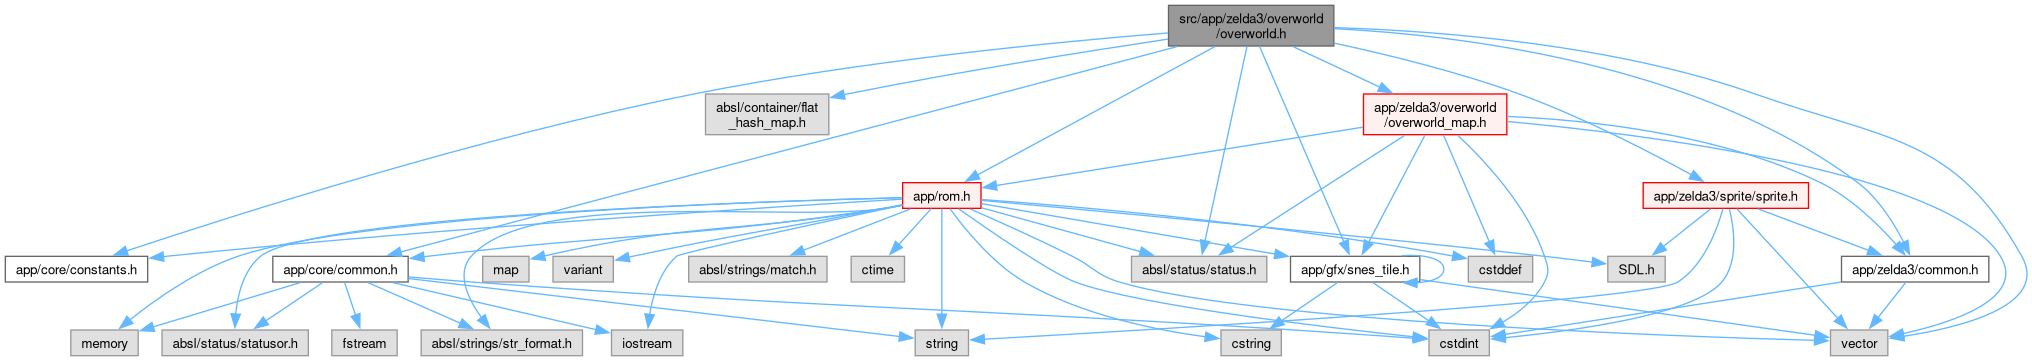 src/app/zelda3/overworld
/overworld.h
absl/container/flat
_hash_map.h
app/zelda3/overworld
/overworld_map.h
app/rom.h
app/zelda3/sprite/sprite.h
app/core/constants.h
app/core/common.h
map
variant
absl/strings/match.h
ctime
absl/status/status.h
app/gfx/snes_tile.h
cstddef
SDL.h
app/zelda3/common.h
memory
absl/status/statusor.h
fstream
absl/strings/str_format.h
iostream
string
cstring
cstdint
vector